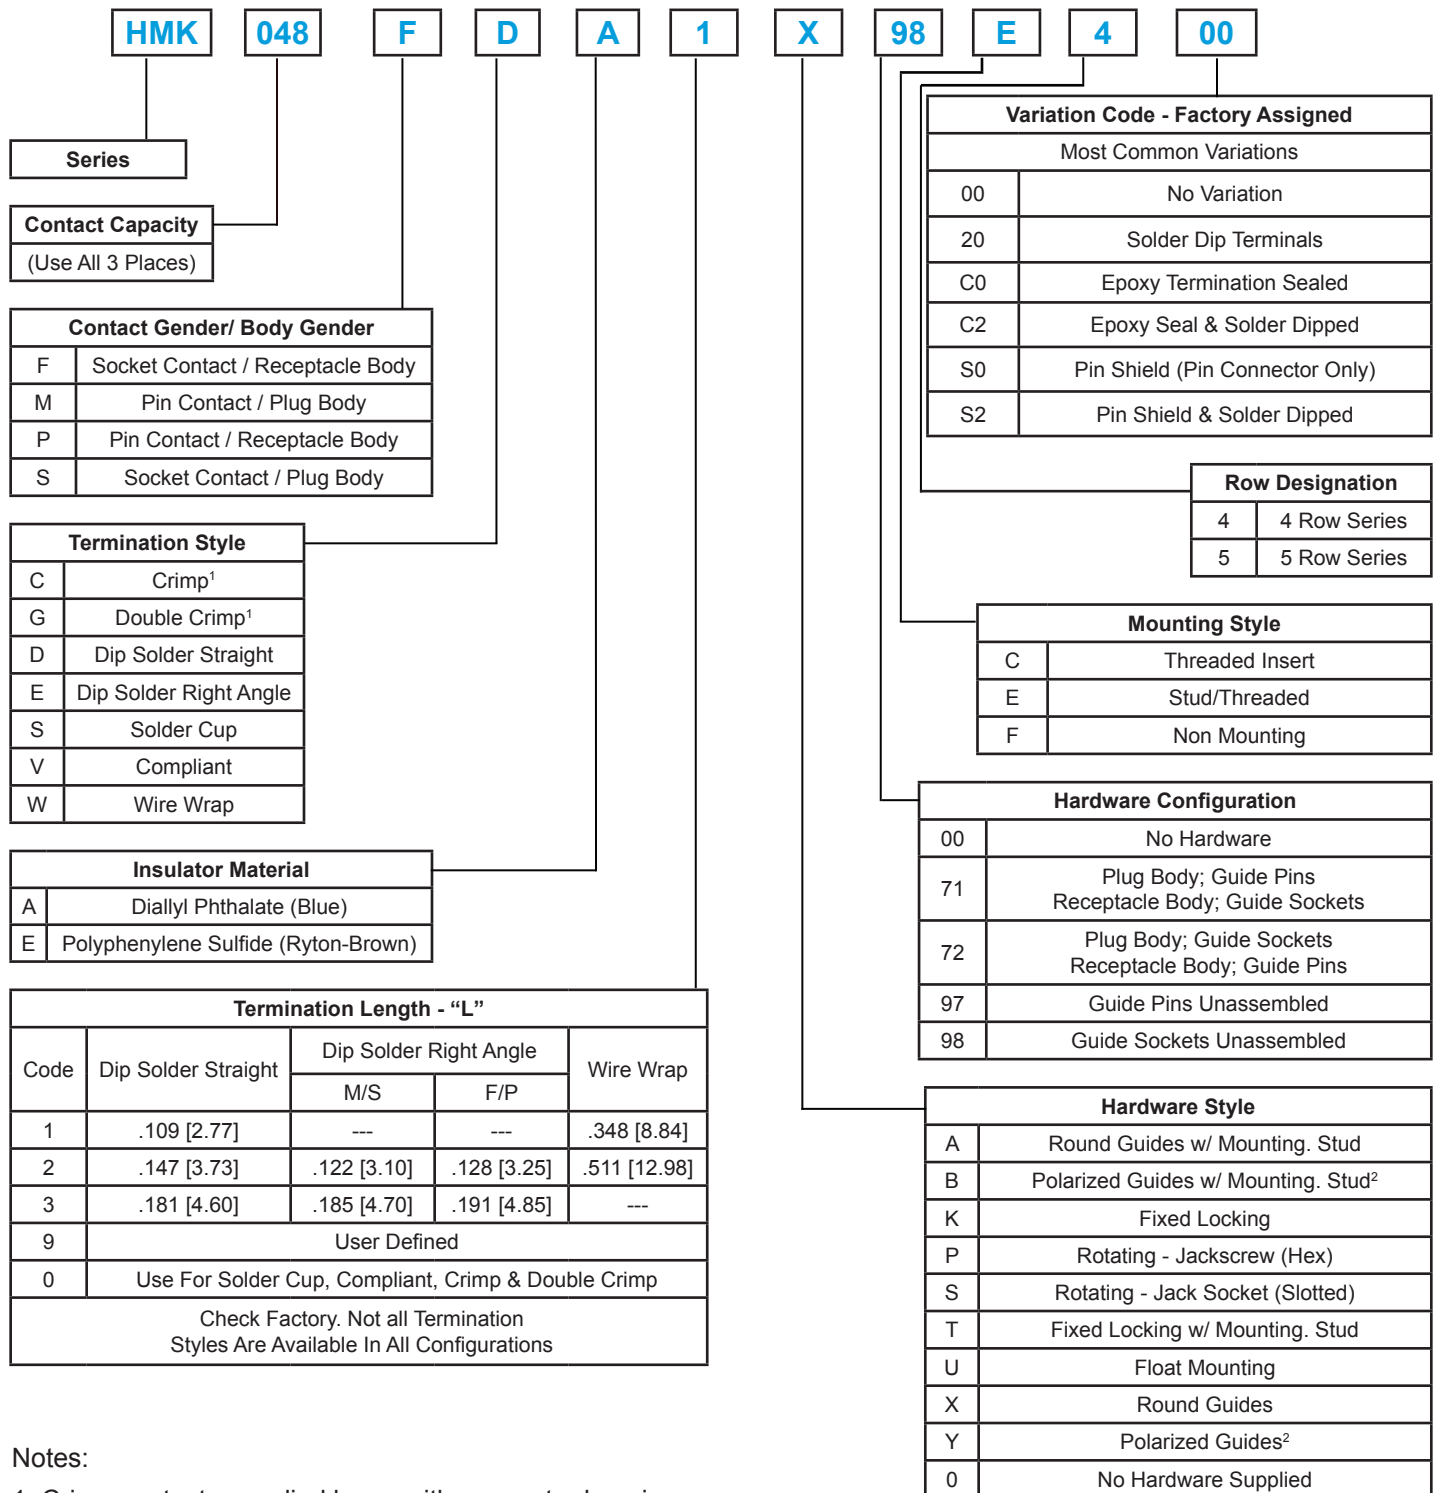 HMK 048 F D A 1 X 98 E 4 00
Series
Contact Capacity
(Use All 3 Places)
Contact Gender/ Body Gender
F Socket Contact / Receptacle Body
M Pin Contact / Plug Body
P Pin Contact / Receptacle Body
S Socket Contact / Plug Body
Termination Style
C Crimp¹
G Double Crimp¹
D Dip Solder Straight
E Dip Solder Right Angle
S Solder Cup
V Compliant
W Wire Wrap
Insulator Material
A Diallyl Phthalate (Blue)
E Polyphenylene Sulfide (Ryton-Brown)
Termination Length - “L”
Code Dip Solder Straight Dip Solder Right Angle Wire Wrap
M/S F/P
1 .109 [2.77] --- --- .348 [8.84]
2 .147 [3.73] .122 [3.10] .128 [3.25] .511 [12.98]
3 .181 [4.60] .185 [4.70] .191 [4.85] ---
9 User Defined
0 Use For Solder Cup, Compliant, Crimp & Double Crimp
Check Factory. Not all Termination
Styles Are Available In All Configurations
Variation Code - Factory Assigned
Most Common Variations
00 No Variation
20 Solder Dip Terminals
C0 Epoxy Termination Sealed
C2 Epoxy Seal & Solder Dipped
S0 Pin Shield (Pin Connector Only)
S2 Pin Shield & Solder Dipped
Row Designation
4 4 Row Series
5 5 Row Series
Mounting Style
C Threaded Insert
E Stud/Threaded
F Non Mounting
Hardware Configuration
00 No Hardware
71 Plug Body; Guide Pins
Receptacle Body; Guide Sockets
72 Plug Body; Guide Sockets
Receptacle Body; Guide Pins
97 Guide Pins Unassembled
98 Guide Sockets Unassembled
Hardware Style
A Round Guides w/ Mounting. Stud
B Polarized Guides w/ Mounting. Stud²
K Fixed Locking
P Rotating - Jackscrew (Hex)
S Rotating - Jack Socket (Slotted)
T Fixed Locking w/ Mounting. Stud
U Float Mounting
X Round Guides
Y Polarized Guides²
0 No Hardware Supplied
Notes: